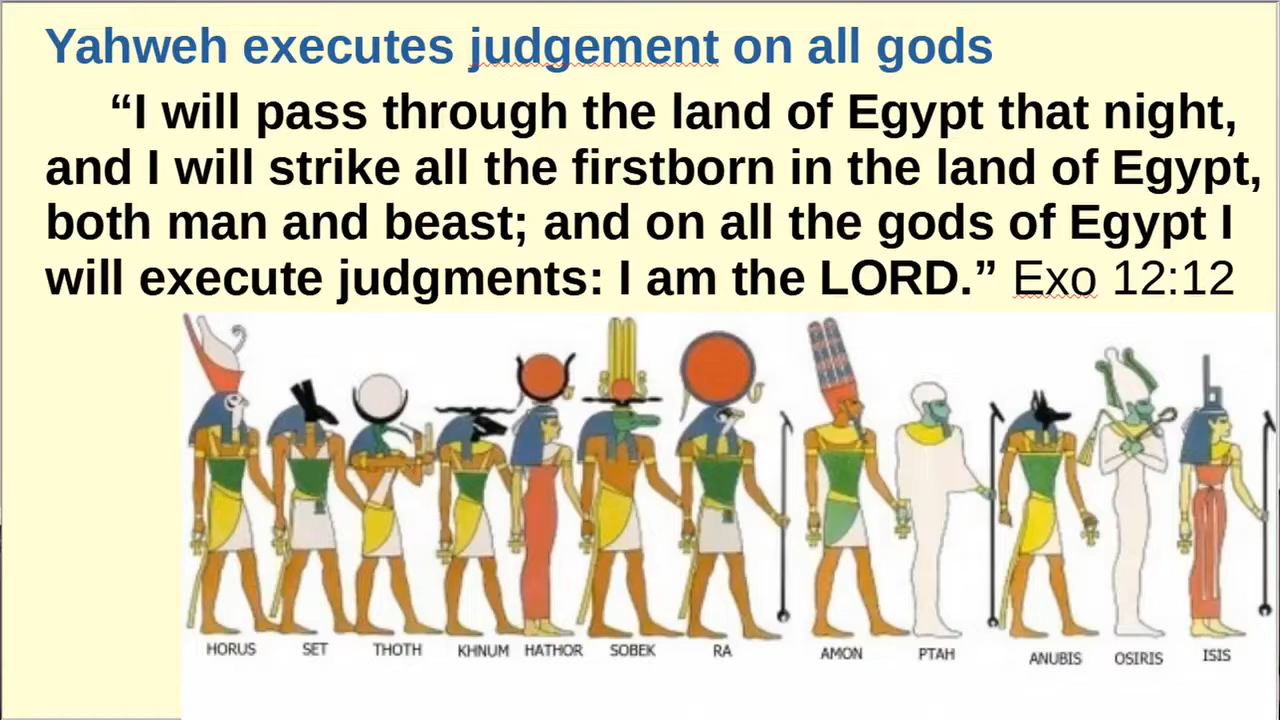 Yahweh executes judgement on all gods
“I will pass through the land of Egypt that night,
and I will strike all the firstborn in the land of Egypt,
both man and beast; and on all the gods of Egypt I
will execute judgments: I am the LORD.” Exo 12:12
HORUS SET THOTH KHNUM HATHOR SOBEK RA AMON PTAH ANUBIS OSIRIS ISIS